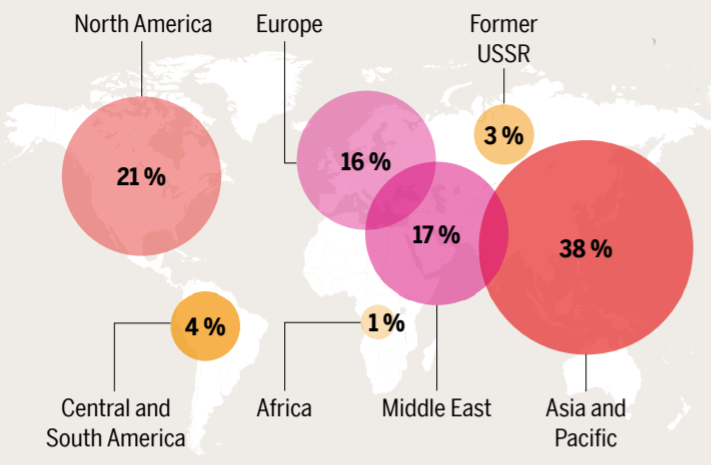 North America
Europe
Former
USSR
21 %
16 %
3 %
17 %
38 %
4 %
1 %
Central and
South America
Africa
Middle East
Asia and
Pacific